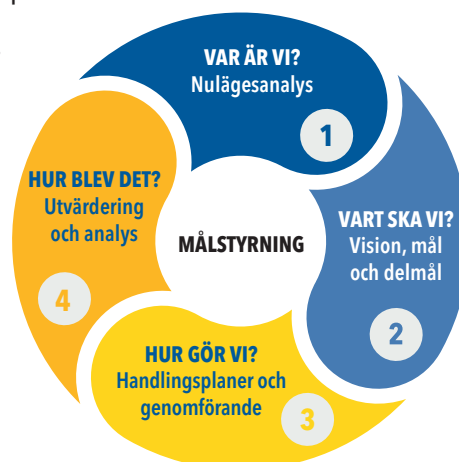 VAR ÄR VI?
Nulägesanalys
1
VART SKA VI?
Vision, mål
och delmål
2
HUR GÖR VI?
Handlingsplaner och
genomförande
3
HUR BLEV DET?
Utvärdering
och analys
4
MÅLSTYRNING